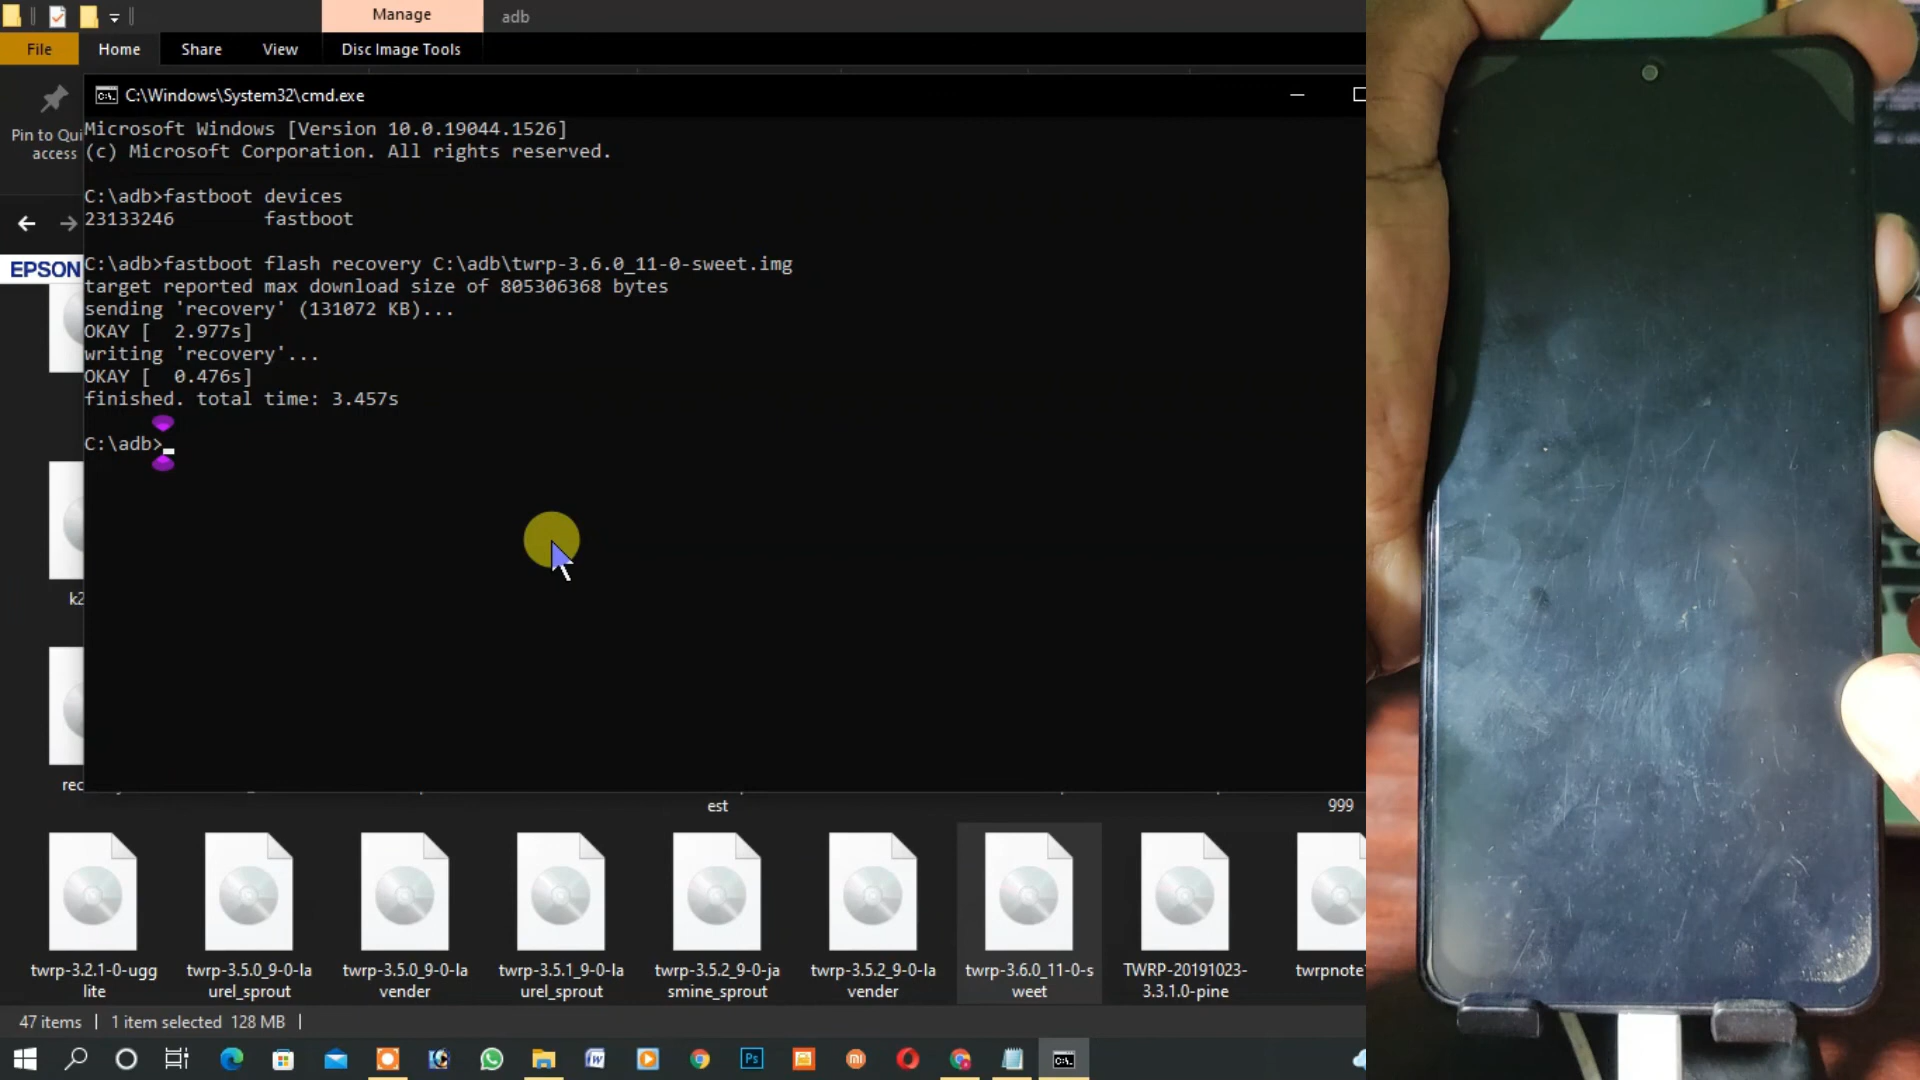 Manage
adb
File
Home
Share
View
Disc Image Tools
C:\Windows\System32\cmd.exe
Pin to Qui
access
Microsoft Windows [Version 10.0.19044.1526]
(c) Microsoft Corporation. All rights reserved.
C:\adb>fastboot devices
23133246 fastboot
C:\adb>fastboot flash recovery C:\adb\twrp-3.6.0_11-0-sweet.img
target reported max download size of 805306368 bytes
sending 'recovery' (131072 KB)...
OKAY [ 2.977s]
writing 'recovery'...
OKAY [ 0.476s]
finished. total time: 3.457s
C:\adb>
EPSON
k2
rec
est
999
twrp-3.2.1-0-ugg
lite
twrp-3.5.0_9-0-la
urel_sprout
twrp-3.5.0_9-0-la
vender
twrp-3.5.1_9-0-la
urel_sprout
twrp-3.5.2_9-0-ja
smine_sprout
twrp-3.5.2_9-0-la
vender
twrp-3.6.0_11-0-s
weet
TWRP-20191023-
3.3.1.0-pine
twrpnote
47 items
1 item selected 128 MB
Ps